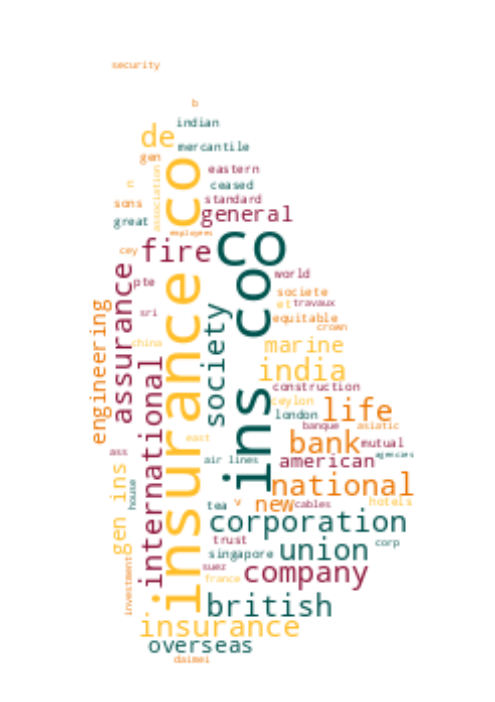 security
b
indian
de
mercantile
gen
co
eastern
association
n
ceased
sons
standard
great
general
employees
co
cey
fire
assurance
pte
world
insurance co
ins co
societe
et
travaux
engineering
sri
society
equitable
crown
china
marine
international
india
construction
ceylon
london
life
banque
asiatic
east
bank
mutual
ass
air lines
american
agencies
gen ins
house
national
tea
v
new
cables
hotels
corporation
trust
union
corp
singapore
suez
company
france
investment
british
insurance
overseas
daimei